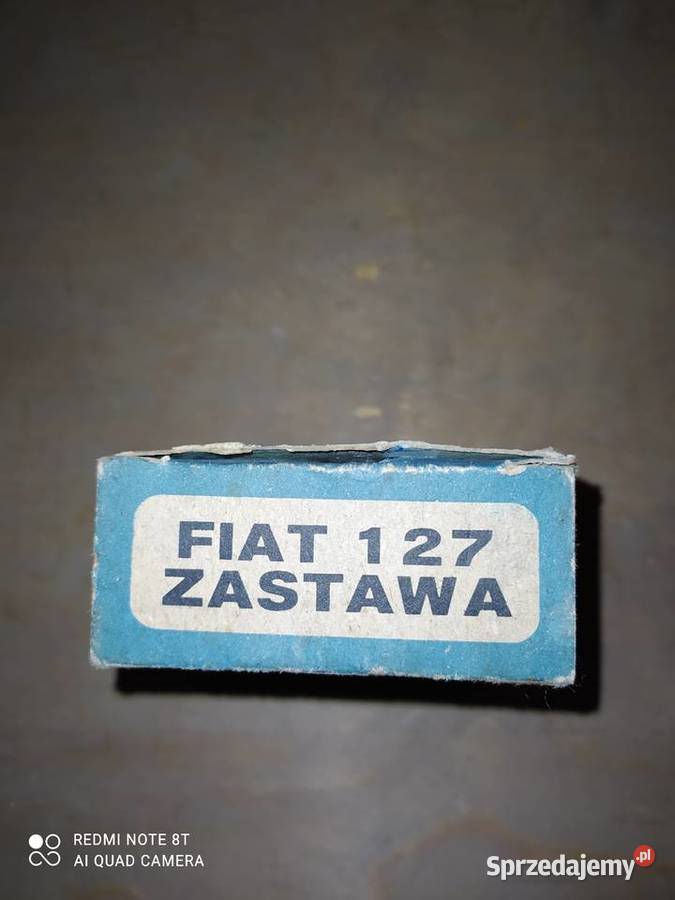 FIAT 127
ZASTAWA
REDMI NOTE 8T
AI QUAD CAMERA
Sprzedajemy.pl